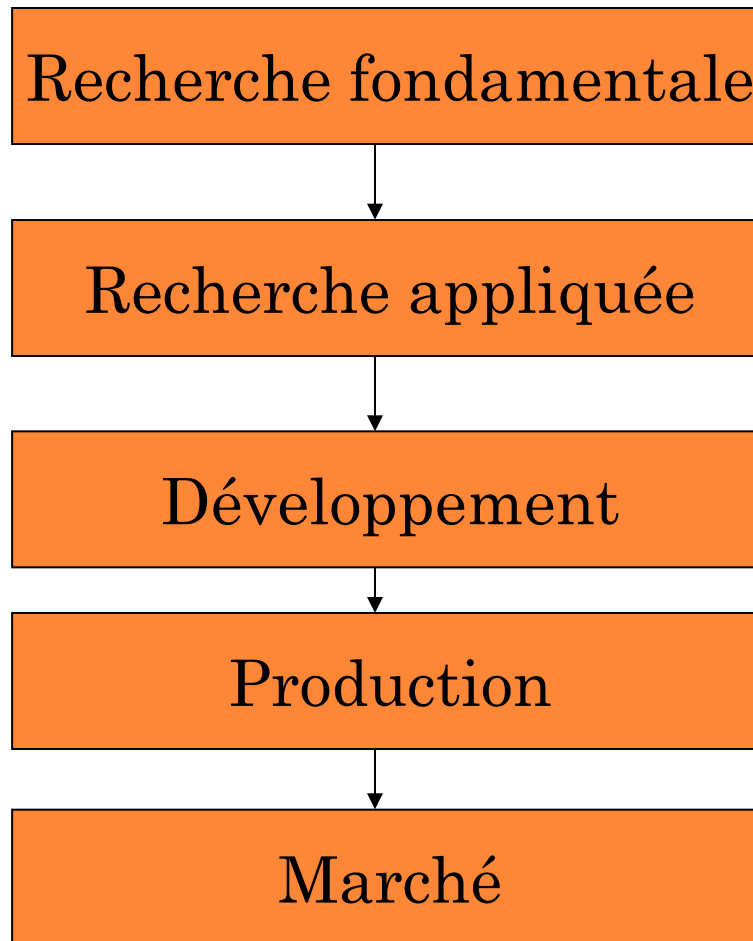 Recherche fondamentale
Recherche appliquée
Développement
Production
Marché